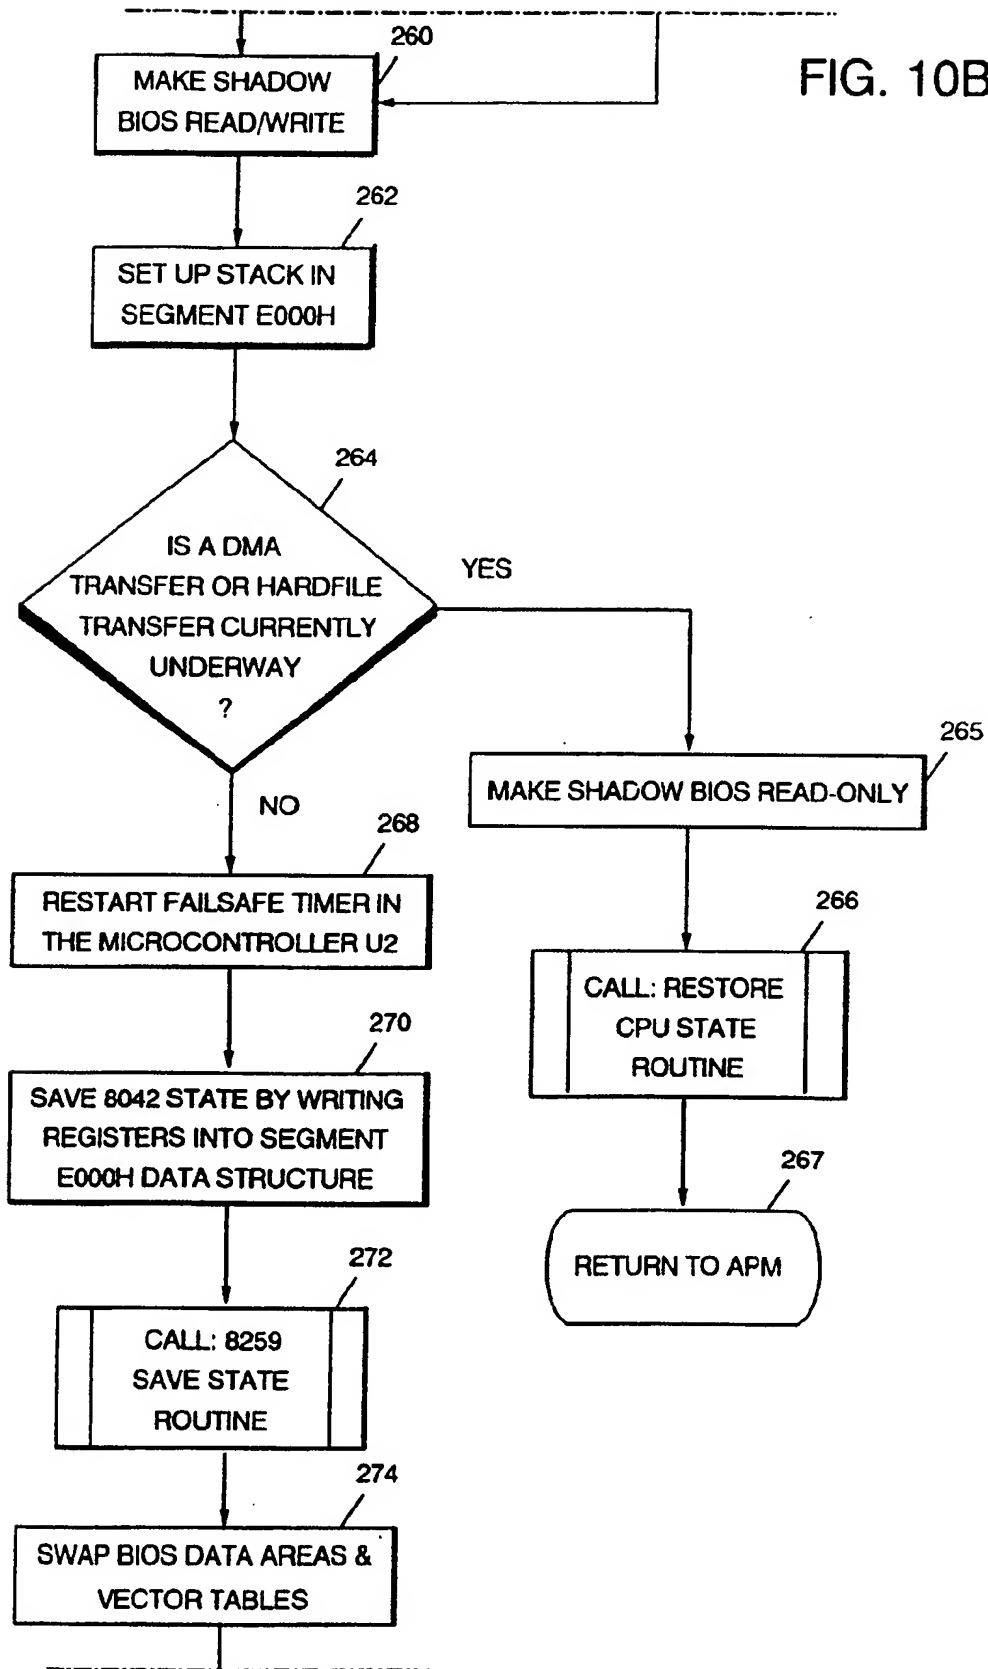 260
FIG. 10B
MAKE SHADOW
BIOS READ/WRITE
262
SET UP STACK IN
SEGMENT E000H
264
IS A DMA
TRANSFER OR HARDFILE
TRANSFER CURRENTLY
UNDERWAY
?
YES
NO
265
MAKE SHADOW BIOS READ-ONLY
268
RESTART FAILSAFE TIMER IN
THE MICROCONTROLLER U2
266
CALL: RESTORE
CPU STATE
ROUTINE
270
SAVE 8042 STATE BY WRITING
REGISTERS INTO SEGMENT
E000H DATA STRUCTURE
267
RETURN TO APM
272
CALL: 8259
SAVE STATE
ROUTINE
274
SWAP BIOS DATA AREAS &
VECTOR TABLES